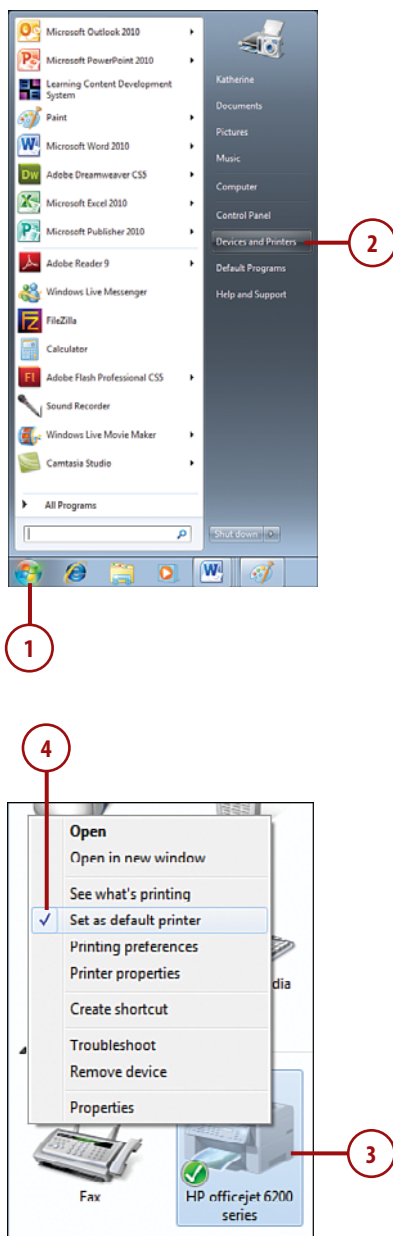 Microsoft Outlook 2010
Microsoft PowerPoint 2010
Learning Content Development
System
Paint
Microsoft Word 2010
Adobe Dreamweaver CS5
Microsoft Excel 2010
Microsoft Publisher 2010
Adobe Reader 9
Windows Live Messenger
FileZilla
Calculator
Adobe Flash Professional CS5
Sound Recorder
Windows Live Movie Maker
Camtasia Studio
All Programs
Katherine
Documents
Pictures
Music
Computer
Control Panel
Devices and Printers
Default Programs
Help and Support
Shut down
2
1
4
Open
Open in new window
See what's printing
Set as default printer
Printing preferences
Printer properties
Create shortcut
Troubleshoot
Remove device
Properties
dia
3
Fax
HP officejet 6200
series